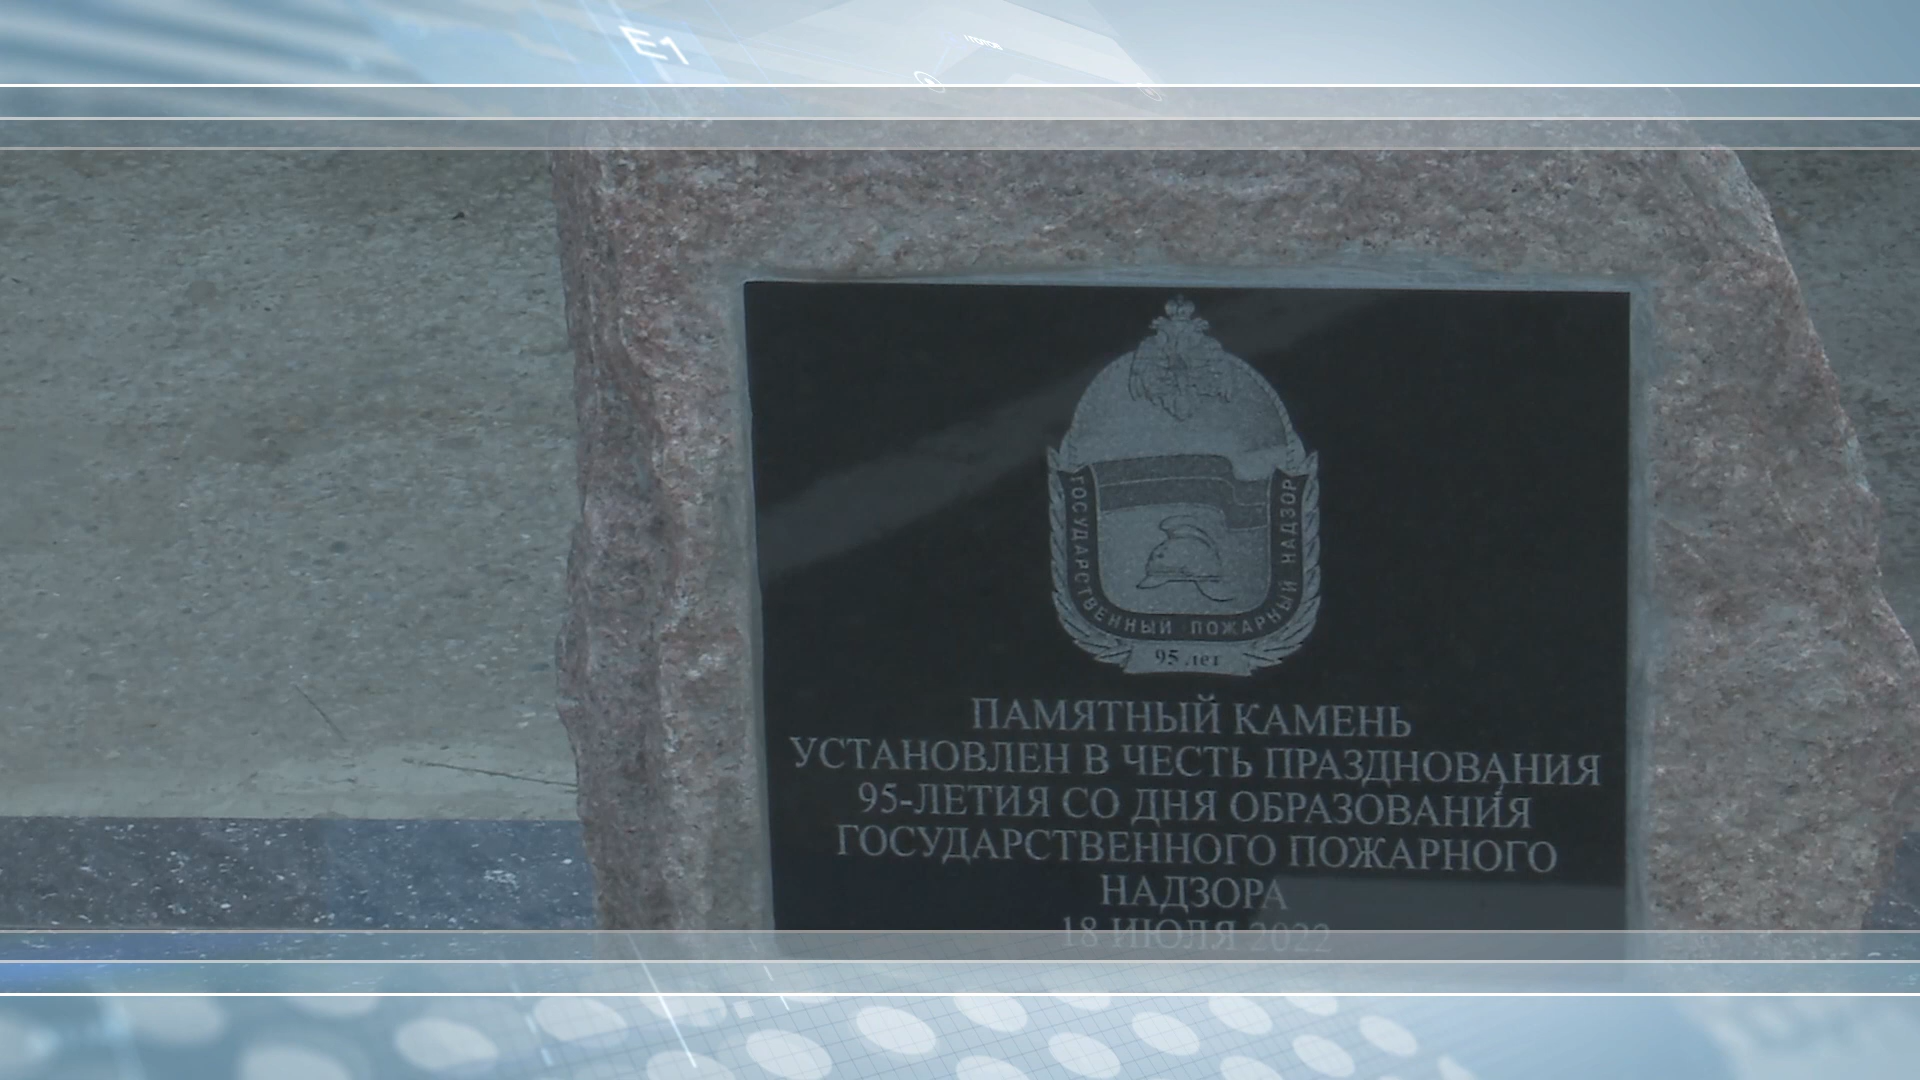 E1
ГОСУДАРСТВЕННЫЙ ПОЖАРНЫЙ НАДЗОР
95 лет
ПАМЯТНЫЙ КАМЕНЬ
УСТАНОВЛЕН В ЧЕСТЬ ПРАЗДНОВАНИЯ
95-ЛЕТИЯ СО ДНЯ ОБРАЗОВАНИЯ
ГОСУДАРСТВЕННОГО ПОЖАРНОГО
НАДЗОРА
18 ИЮЛЯ 2022